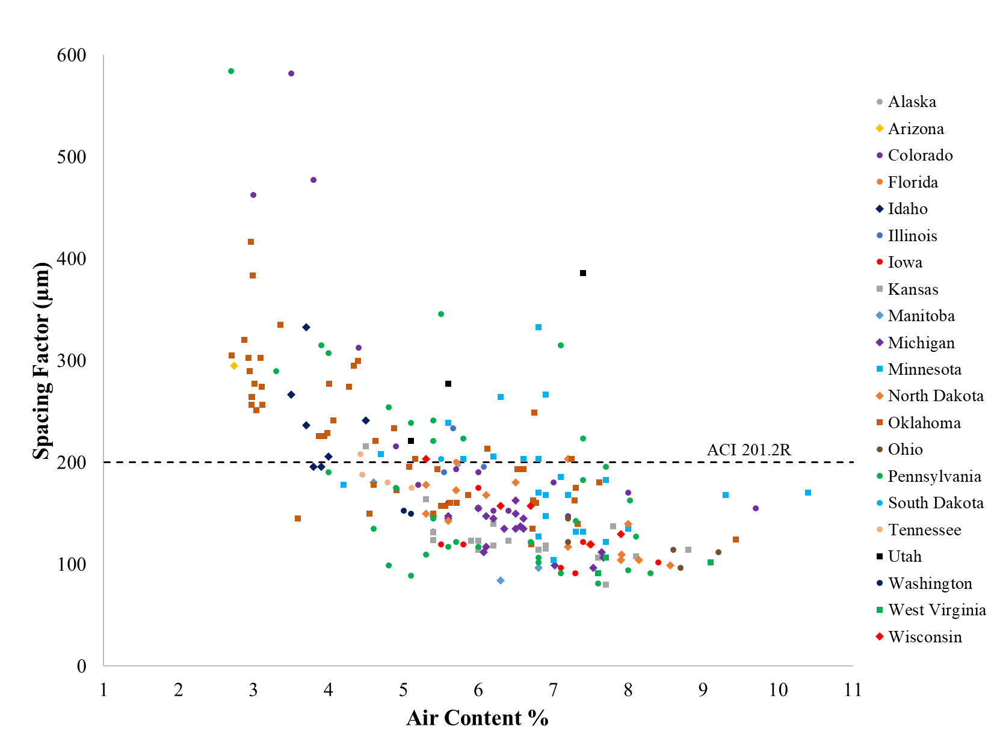 600
500
400
300
200
100
0
Spacing Factor (μm)
ACI 201.2R
1 2 3 4 5 6 7 8 9 10 11
Air Content %
Alaska
Arizona
Colorado
Florida
Idaho
Illinois
Iowa
Kansas
Manitoba
Michigan
Minnesota
North Dakota
Oklahoma
Ohio
Pennsylvania
South Dakota
Tennessee
Utah
Washington
West Virginia
Wisconsin